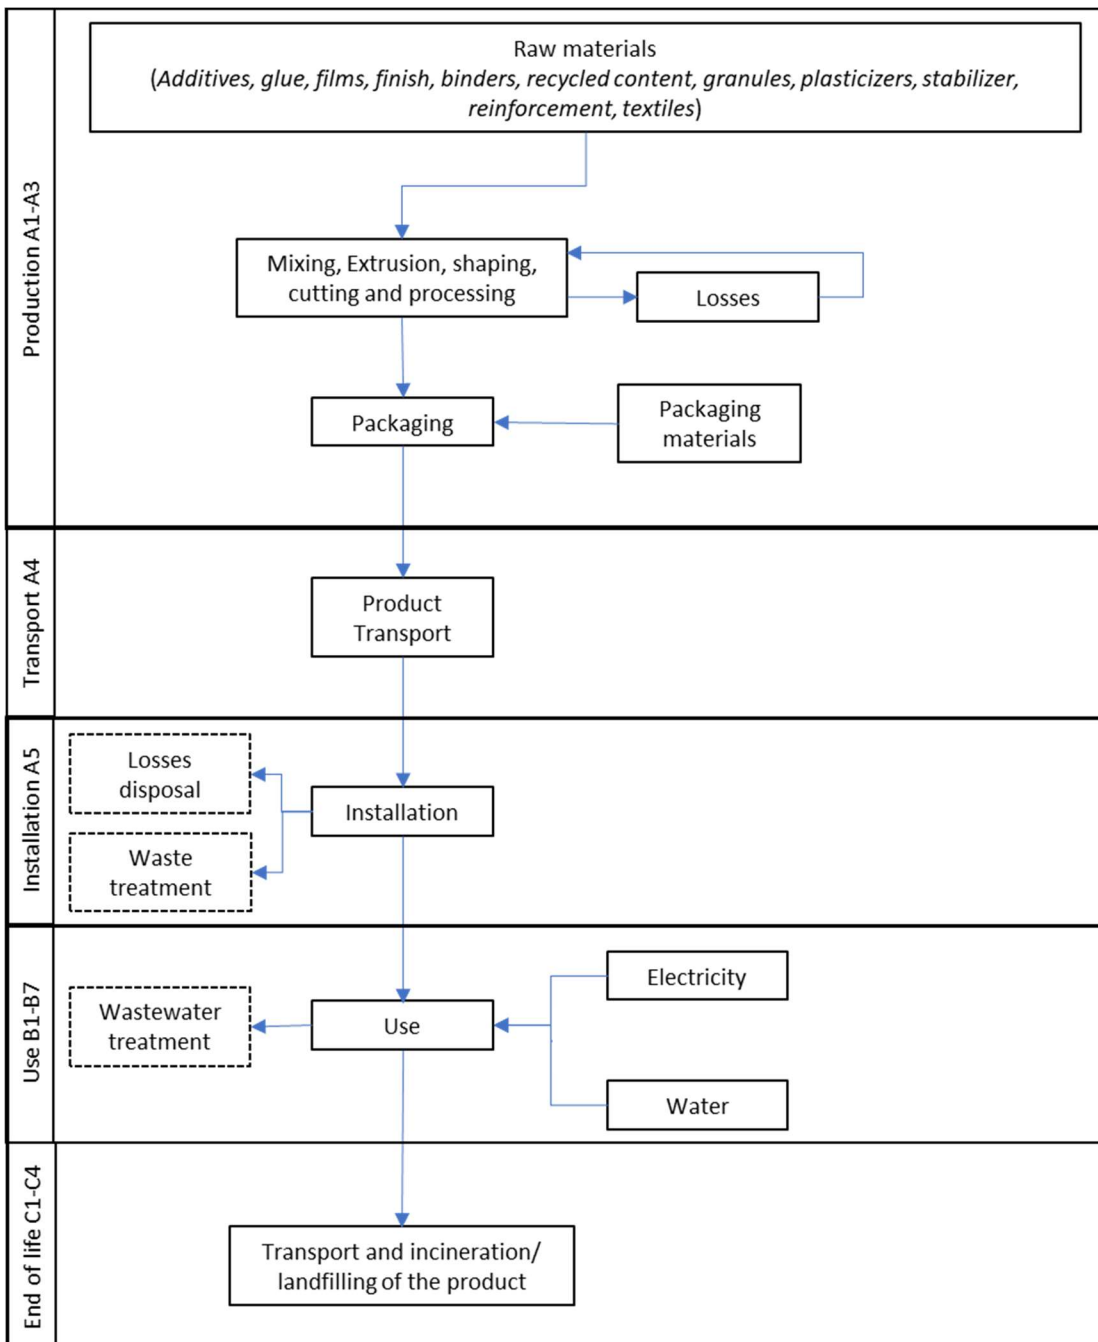 Production A1-A3
Raw materials
(Additives, glue, films, finish, binders, recycled content, granules, plasticizers, stabilizer,
reinforcement, textiles)
Mixing, Extrusion, shaping,
cutting and processing
Losses
Packaging
Packaging
materials
Transport A4
Product
Transport
Installation A5
Losses
disposal
Installation
Waste
treatment
Use B1-B7
Electricity
Wastewater
treatment
Use
Water
End of life C1-C4
Transport and incineration/
landfilling of the product